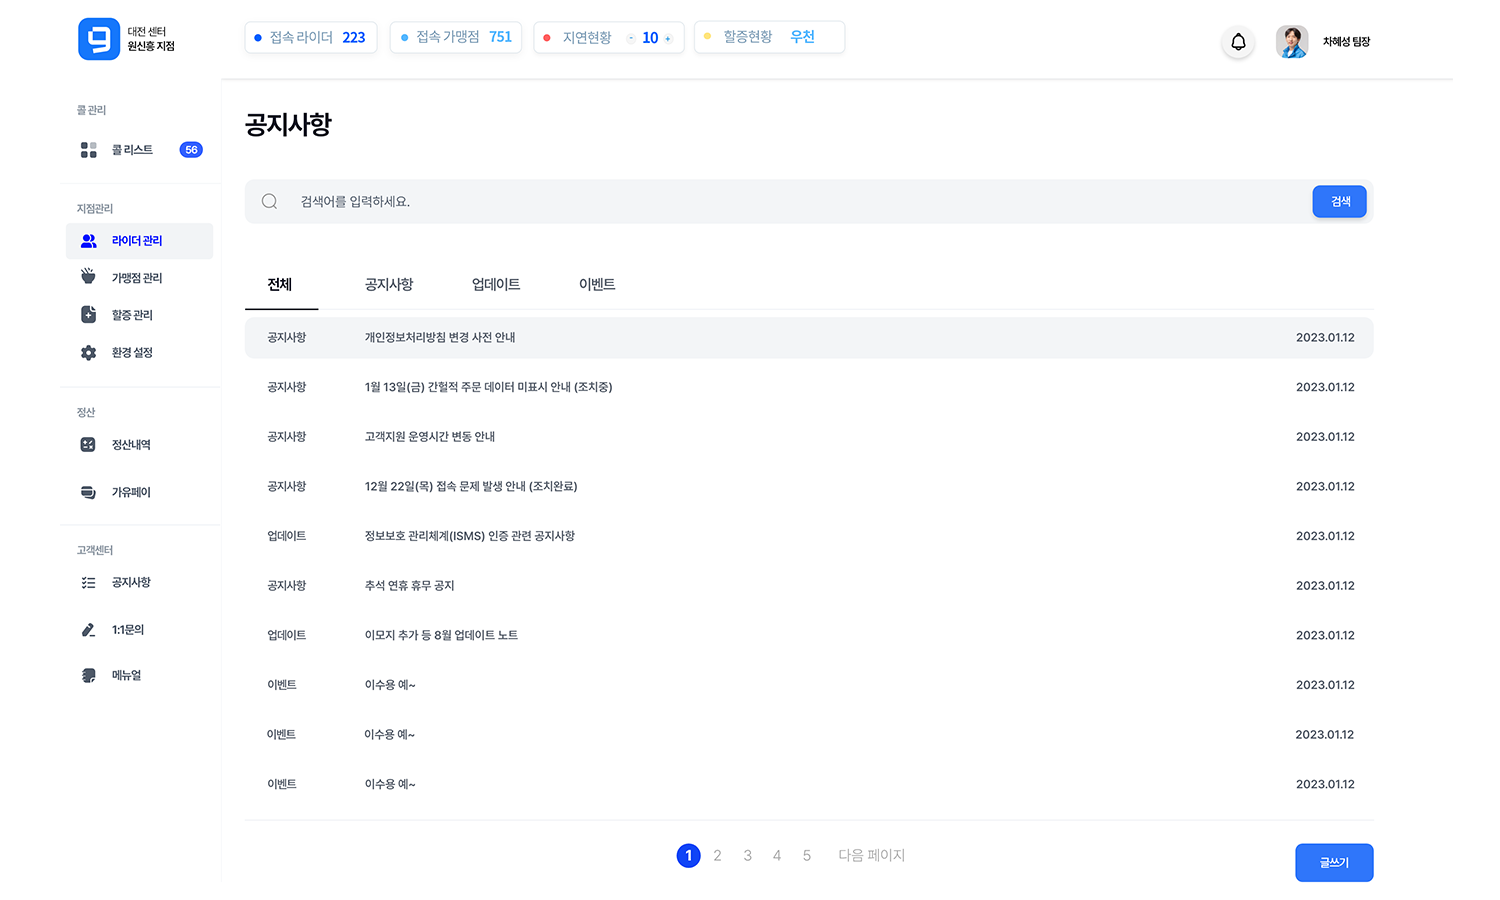 대전 센터
원신흥 지점
접속 라이더 223
접속 가맹점 751
지연현황 - 10 +
할증현황 우천
차혜성 팀장
콜 관리
콜 리스트 56
지점관리
라이더 관리
가맹점 관리
할증 관리
환경 설정
정산
정산내역
가유페이
고객센터
공지사항
1:1문의
메뉴얼
공지사항
검색어를 입력하세요.
검색
전체 공지사항 업데이트 이벤트
공지사항 개인정보처리방침 변경 사전 안내 2023.01.12
공지사항 1월 13일(금) 간헐적 주문 데이터 미표시 안내 (조치중) 2023.01.12
공지사항 고객지원 운영시간 변동 안내 2023.01.12
공지사항 12월 22일(목) 접속 문제 발생 안내 (조치완료) 2023.01.12
업데이트 정보보호 관리체계(ISMS) 인증 관련 공지사항 2023.01.12
공지사항 추석 연휴 휴무 공지 2023.01.12
업데이트 이모지 추가 등 8월 업데이트 노트 2023.01.12
이벤트 이수용 예~ 2023.01.12
이벤트 이수용 예~ 2023.01.12
이벤트 이수용 예~ 2023.01.12
1 2 3 4 5 다음 페이지
글쓰기